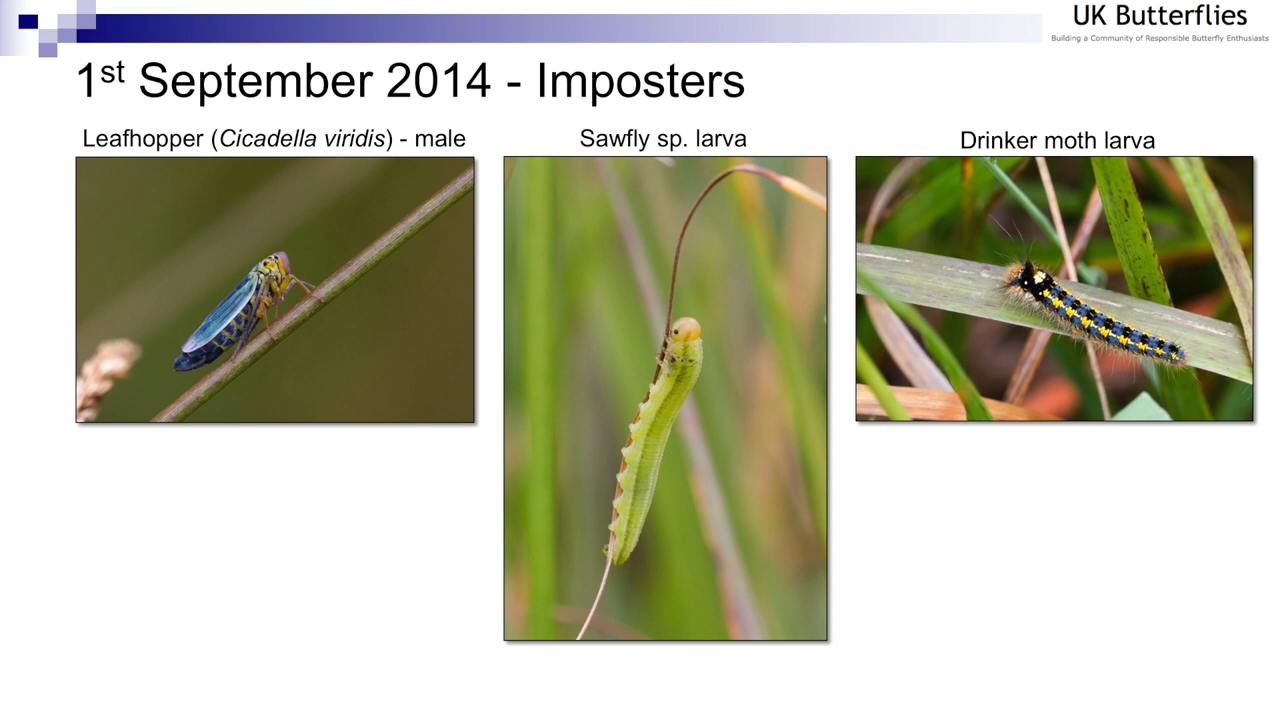 UK Butterflies
Building a Community of Responsible Butterfly Enthusiasts
1st September 2014 - Imposters
Leafhopper (Cicadella viridis) - male
Sawfly sp. larva
Drinker moth larva